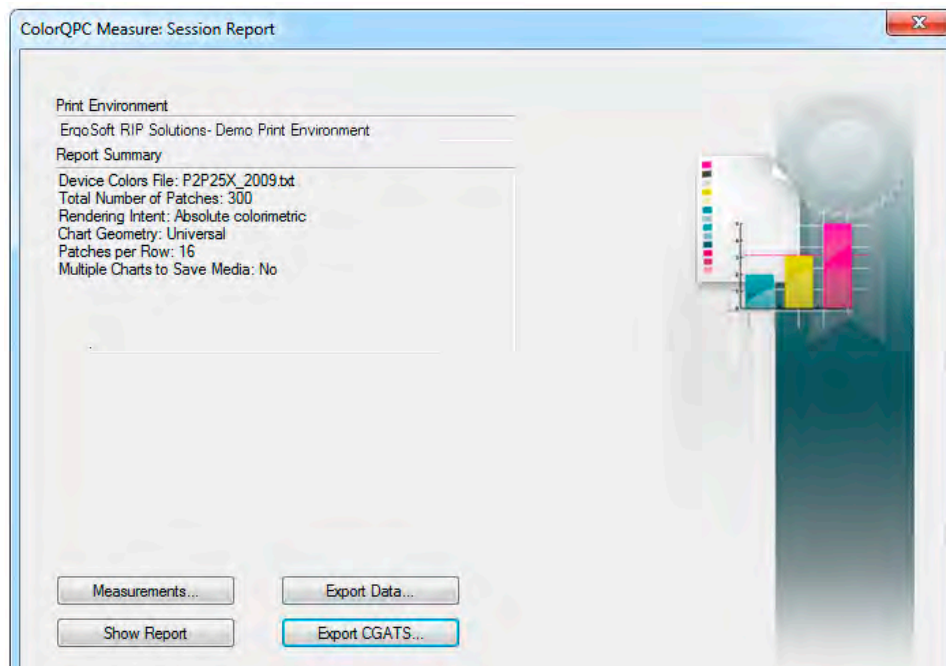 ColorQPC Measure: Session Report
Print Environment
ErgoSoft RIP Solutions- Demo Print Environment
Report Summary
Device Colors File: P2P25X_2009.txt
Total Number of Patches: 300
Rendering Intent: Absolute colorimetric
Chart Geometry: Universal
Patches per Row: 16
Multiple Charts to Save Media: No
Measurements...
Export Data...
Show Report
Export CGATS...